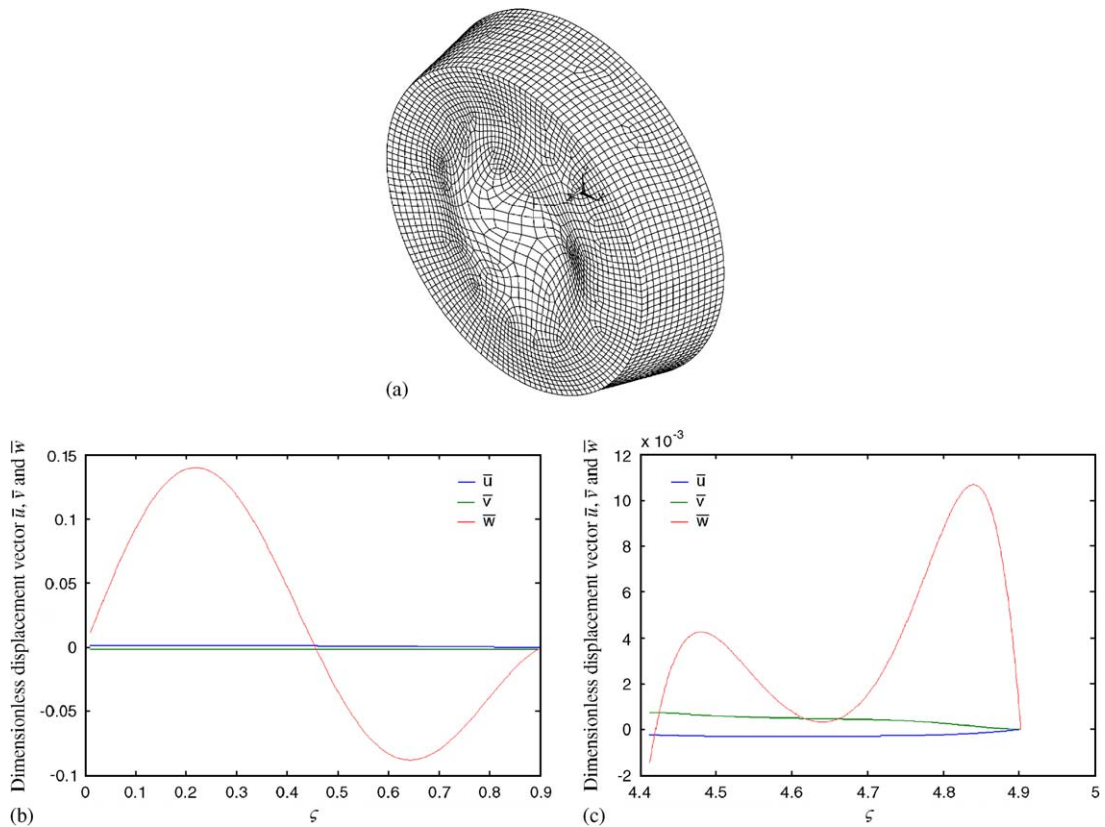 (a)
Dimensionless displacement vector u̅, v̅ and w̅
0.15
0.1
0.05
0
-0.05
-0.1
u̅
v̅
w̅
0 0.1 0.2 0.3 0.4 0.5 0.6 0.7 0.8 0.9
(b)
ς
Dimensionless displacement vector u̅, v̅ and w̅
x 10⁻³
12
10
8
6
4
2
0
-2
u̅
v̅
w̅
4.4 4.5 4.6 4.7 4.8 4.9 5
(c)
ς